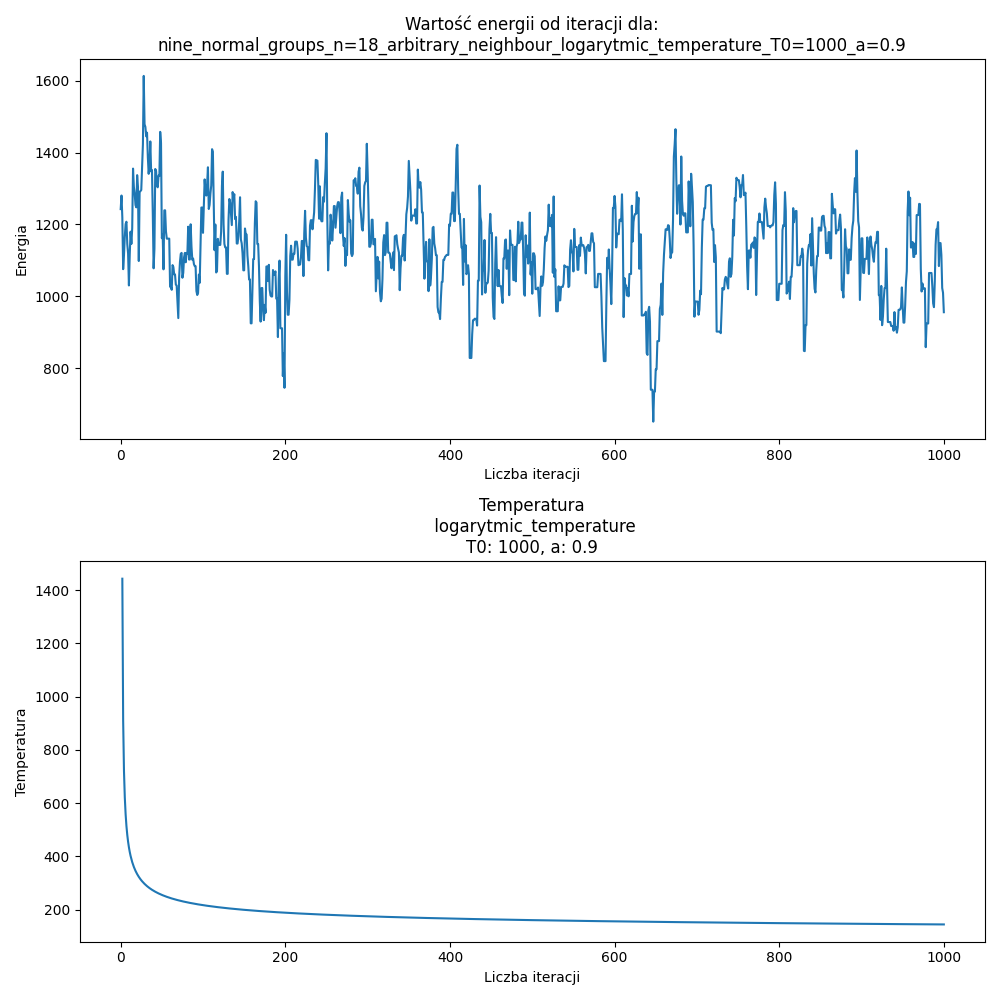 Wartość energii od iteracji dla:
nine_normal_groups_n=18_arbitrary_neighbour_logarytmic_temperature_T0=1000_a=0.9
1600
1400
1200
1000
800
Energia
0 200 400 600 800 1000
Liczba iteracji
Temperatura
logarytmic_temperature
T0: 1000, a: 0.9
1400
1200
1000
800
600
400
200
Temperatura
0 200 400 600 800 1000
Liczba iteracji